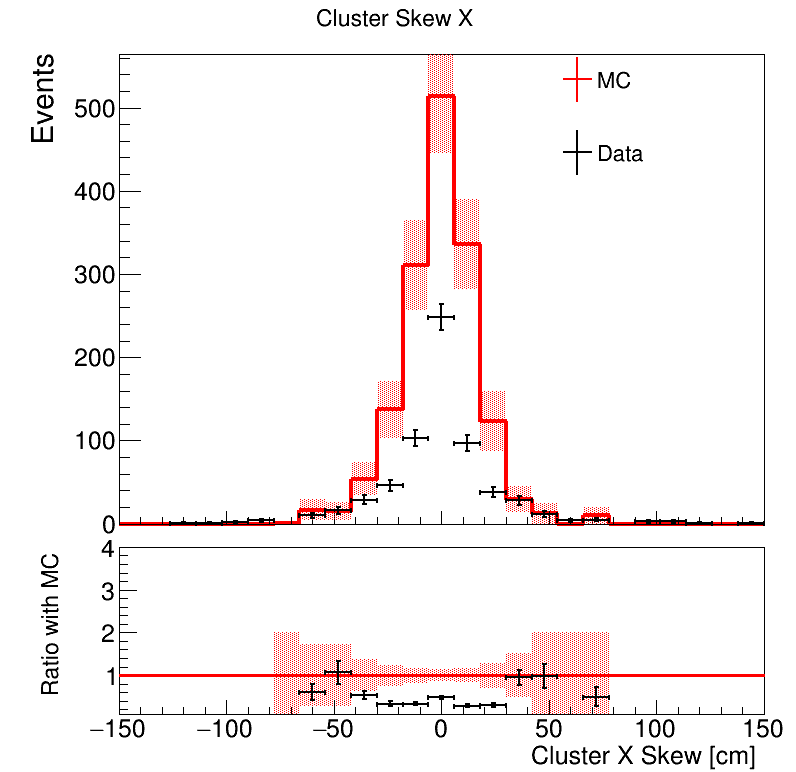 Cluster Skew X
Events
500
400
300
200
100
0
MC
Data
Ratio with MC
4
3
2
1
−150 −100 −50 0 50 100 150
Cluster X Skew [cm]